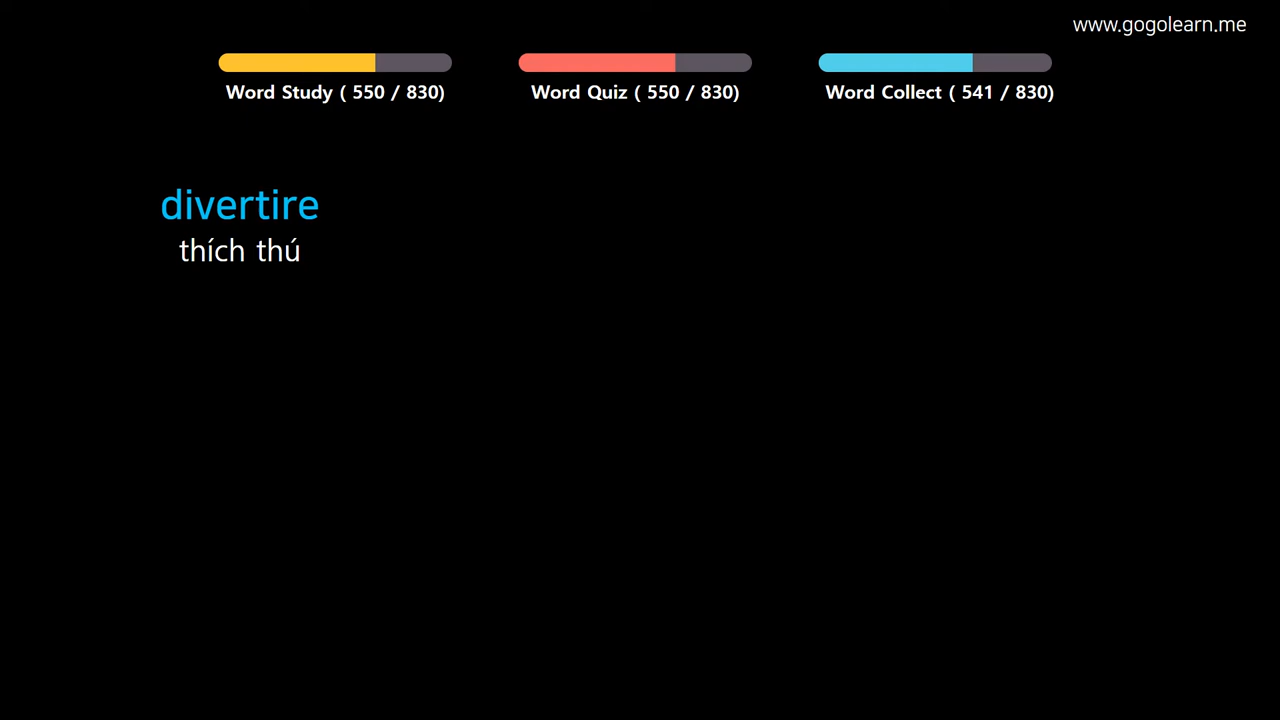 www.gogolearn.me
Word Study ( 550 / 830)
Word Quiz ( 550 / 830)
Word Collect ( 541 / 830)
divertire
thích thú